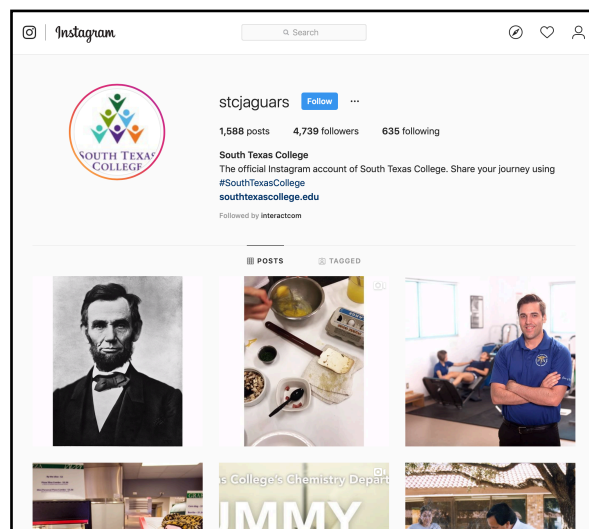 Instagram
Search
stcjaguars Follow ...
1,588 posts 4,739 followers 635 following
South Texas College
The official Instagram account of South Texas College. Share your journey using
#SouthTexasCollege
southtexascollege.edu
Followed by interactcom
SOUTH TEXAS
COLLEGE
POSTS TAGGED
s College's Chemistry Depart
UMMY